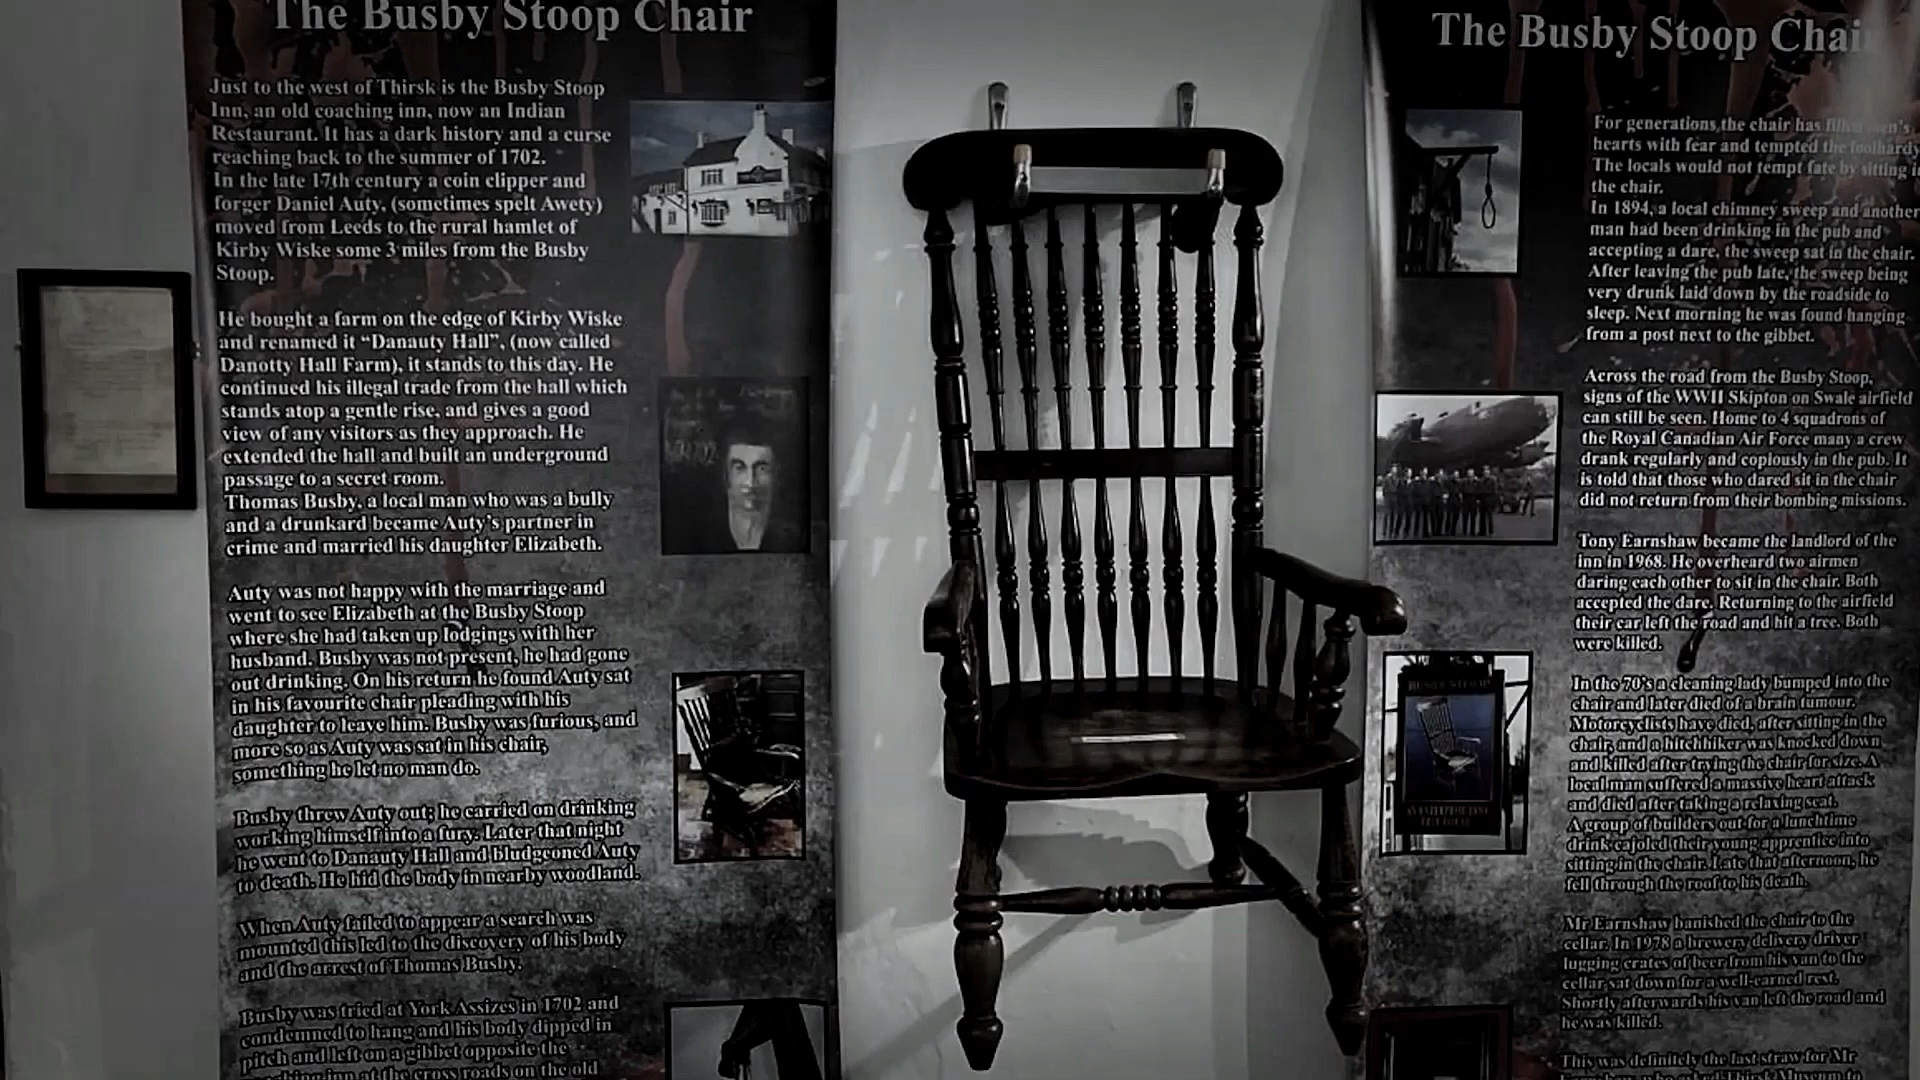 The Busby Stoop Chair
Just to the west of Thirsk is the Busby Stoop
Inn, an old coaching inn, now an Indian
Restaurant. It has a dark history and a curse
reaching back to the summer of 1702.
In the late 17th century a coin clipper and
forger Daniel Auty, (sometimes spelt Awety)
moved from Leeds to the rural hamlet of
Kirby Wiske some 3 miles from the Busby
Stoop.
He bought a farm on the edge of Kirby Wiske
and renamed it “Danauty Hall”, (now called
Danotty Hall Farm), it stands to this day. He
continued his illegal trade from the hall which
stands atop a gentle rise, and gives a good
view of any visitors as they approach. He
extended the hall and built an underground
passage to a secret room.
Thomas Busby, a local man who was a bully
and a drunkard became Auty’s partner in
crime and married his daughter Elizabeth.
Auty was not happy with the marriage and
went to see Elizabeth at the Busby Stoop
where she had taken up lodgings with her
husband. Busby was not present, he had gone
out drinking. On his return he found Auty sat
in his favourite chair pleading with his
daughter to leave him. Busby was furious, and
more so as Auty was sat in his chair,
something he let no man do.
Busby threw Auty out; he carried on drinking
working himself into a fury. Later that night
he went to Danauty Hall and bludgeoned Auty
to death. He hid the body in nearby woodland.
When Auty failed to appear a search was
mounted this led to the discovery of his body
and the arrest of Thomas Busby.
Busby was tried at York Assizes in 1702 and
condemned to hang and his body dipped in
pitch and left on a gibbet opposite the
inn at the cross roads on the old
The Busby Stoop Chair
For generations the chair has filled men's
hearts with fear and tempted the foolhardy
The locals would not tempt fate by sitting in
the chair.
In 1894, a local chimney sweep and another
man had been drinking in the pub and
accepting a dare, the sweep sat in the chair.
After leaving the pub late, the sweep being
very drunk laid down by the roadside to
sleep. Next morning he was found hanging
from a post next to the gibbet.
Across the road from the Busby Stoop,
signs of the WWII Skipton on Swale airfield
can still be seen. Home to 4 squadrons of
the Royal Canadian Air Force many a crew
drank regularly and copiously in the pub. It
is told that those who dared sit in the chair
did not return from their bombing missions.
Tony Earnshaw became the landlord of the
inn in 1968. He overheard two airmen
daring each other to sit in the chair. Both
accepted the dare. Returning to the airfield
their car left the road and hit a tree. Both
were killed.
In the 70's a cleaning lady bumped into the
chair and later died of a brain tumour.
Motorcyclists have died, after sitting in the
chair, and a hitchhiker was knocked down
and killed after trying the chair for size. A
local man suffered a massive heart attack
and died after taking a relaxing seat.
A group of builders out for a lunchtime
drink cajoled their young apprentice into
sitting in the chair. Late that afternoon, he
fell through the roof to his death.
Mr Earnshaw banished the chair to the
cellar. In 1978 a brewery delivery driver
lugging crates of beer from his van to the
cellar sat down for a well-earned rest.
Shortly afterwards his van left the road and
he was killed.
This was definitely the last straw for Mr
Earnshaw who asked Thirsk Museum to